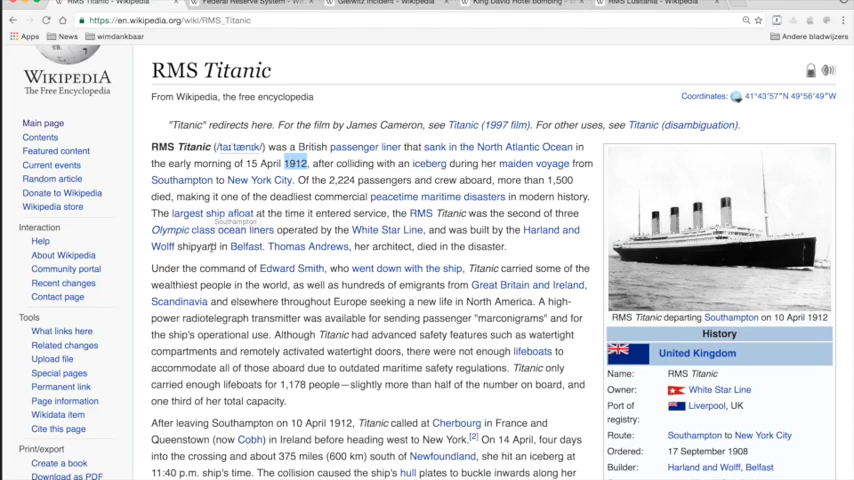 RMS Titanic - Wikipedia
Federal Reserve System - Wi
Gleiwitz incident - Wikipedia
King David Hotel bombing - W
RMS Lusitania - Wikipedia
https://en.wikipedia.org/wiki/RMS_Titanic
Apps
News
wimdankbaar
Andere bladwijzers
WIKIPEDIA
The Free Encyclopedia
Main page
Contents
Featured content
Current events
Random article
Donate to Wikipedia
Wikipedia store
Interaction
Help
About Wikipedia
Community portal
Recent changes
Contact page
Tools
What links here
Related changes
Upload file
Special pages
Permanent link
Page information
Wikidata item
Cite this page
Print/export
Create a book
Download as PDF
RMS Titanic
From Wikipedia, the free encyclopedia
Coordinates: 41°43′57″N 49°56′49″W
"Titanic" redirects here. For the film by James Cameron, see Titanic (1997 film). For other uses, see Titanic (disambiguation).
RMS Titanic (/taɪˈtænɪk/) was a British passenger liner that sank in the North Atlantic Ocean in
the early morning of 15 April 1912, after colliding with an iceberg during her maiden voyage from
Southampton to New York City. Of the 2,224 passengers and crew aboard, more than 1,500
died, making it one of the deadliest commercial peacetime maritime disasters in modern history.
The largest ship afloat at the time it entered service, the RMS Titanic was the second of three
Southampton
Olympic class ocean liners operated by the White Star Line, and was built by the Harland and
Wolff shipyard in Belfast. Thomas Andrews, her architect, died in the disaster.
Under the command of Edward Smith, who went down with the ship, Titanic carried some of the
wealthiest people in the world, as well as hundreds of emigrants from Great Britain and Ireland,
Scandinavia and elsewhere throughout Europe seeking a new life in North America. A high-
power radiotelegraph transmitter was available for sending passenger "marconigrams" and for
the ship's operational use. Although Titanic had advanced safety features such as watertight
compartments and remotely activated watertight doors, there were not enough lifeboats to
accommodate all of those aboard due to outdated maritime safety regulations. Titanic only
carried enough lifeboats for 1,178 people—slightly more than half of the number on board, and
one third of her total capacity.
After leaving Southampton on 10 April 1912, Titanic called at Cherbourg in France and
Queenstown (now Cobh) in Ireland before heading west to New York.[2] On 14 April, four days
into the crossing and about 375 miles (600 km) south of Newfoundland, she hit an iceberg at
11:40 p.m. ship's time. The collision caused the ship's hull plates to buckle inwards along her
RMS Titanic departing Southampton on 10 April 1912
History
United Kingdom
Name: RMS Titanic
Owner: White Star Line
Port of registry: Liverpool, UK
Route: Southampton to New York City
Ordered: 17 September 1908
Builder: Harland and Wolff, Belfast